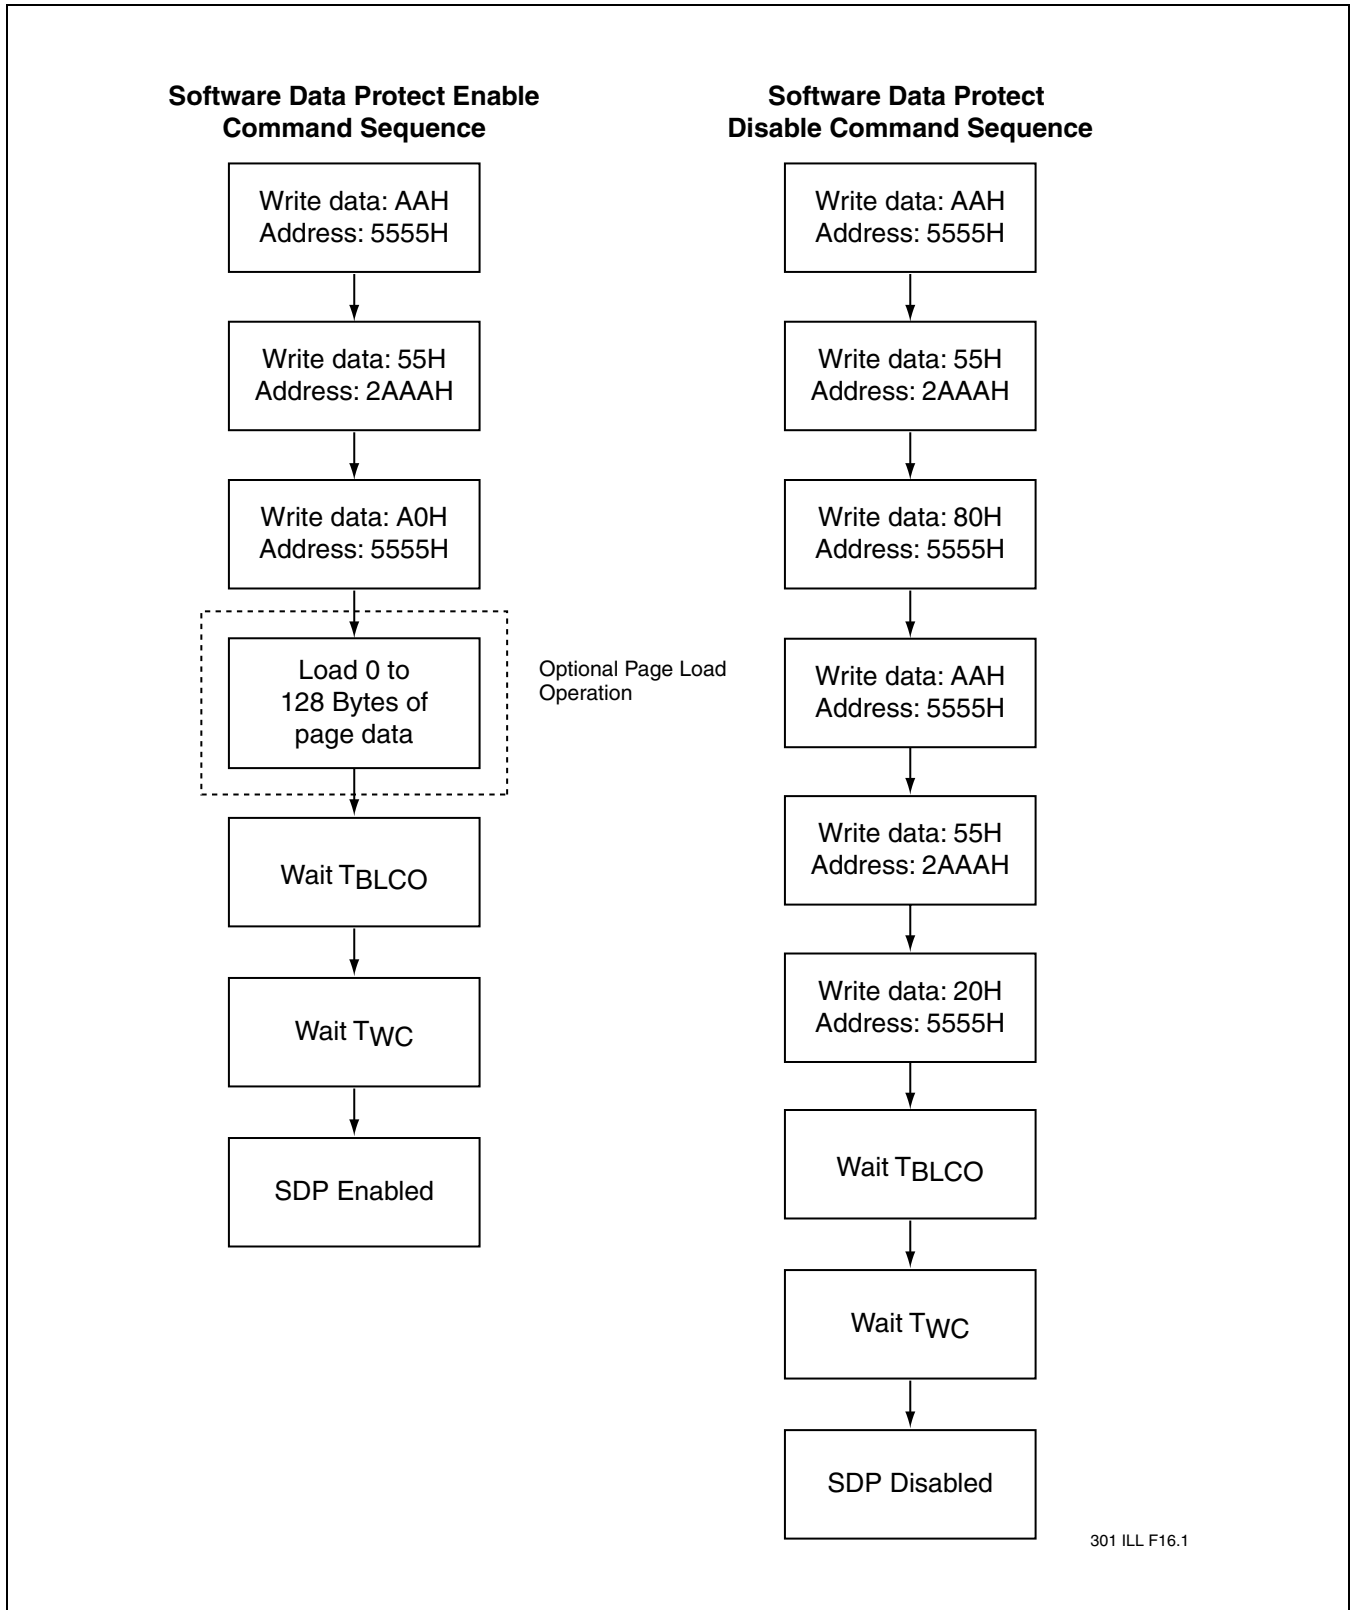 Software Data Protect Enable
Command Sequence
Write data: AAH
Address: 5555H
Write data: 55H
Address: 2AAAH
Write data: A0H
Address: 5555H
Load 0 to
128 Bytes of
page data
Optional Page Load
Operation
Wait TBLCO
Wait TWC
SDP Enabled
Software Data Protect
Disable Command Sequence
Write data: AAH
Address: 5555H
Write data: 55H
Address: 2AAAH
Write data: 80H
Address: 5555H
Write data: AAH
Address: 5555H
Write data: 55H
Address: 2AAAH
Write data: 20H
Address: 5555H
Wait TBLCO
Wait TWC
SDP Disabled
301 ILL F16.1